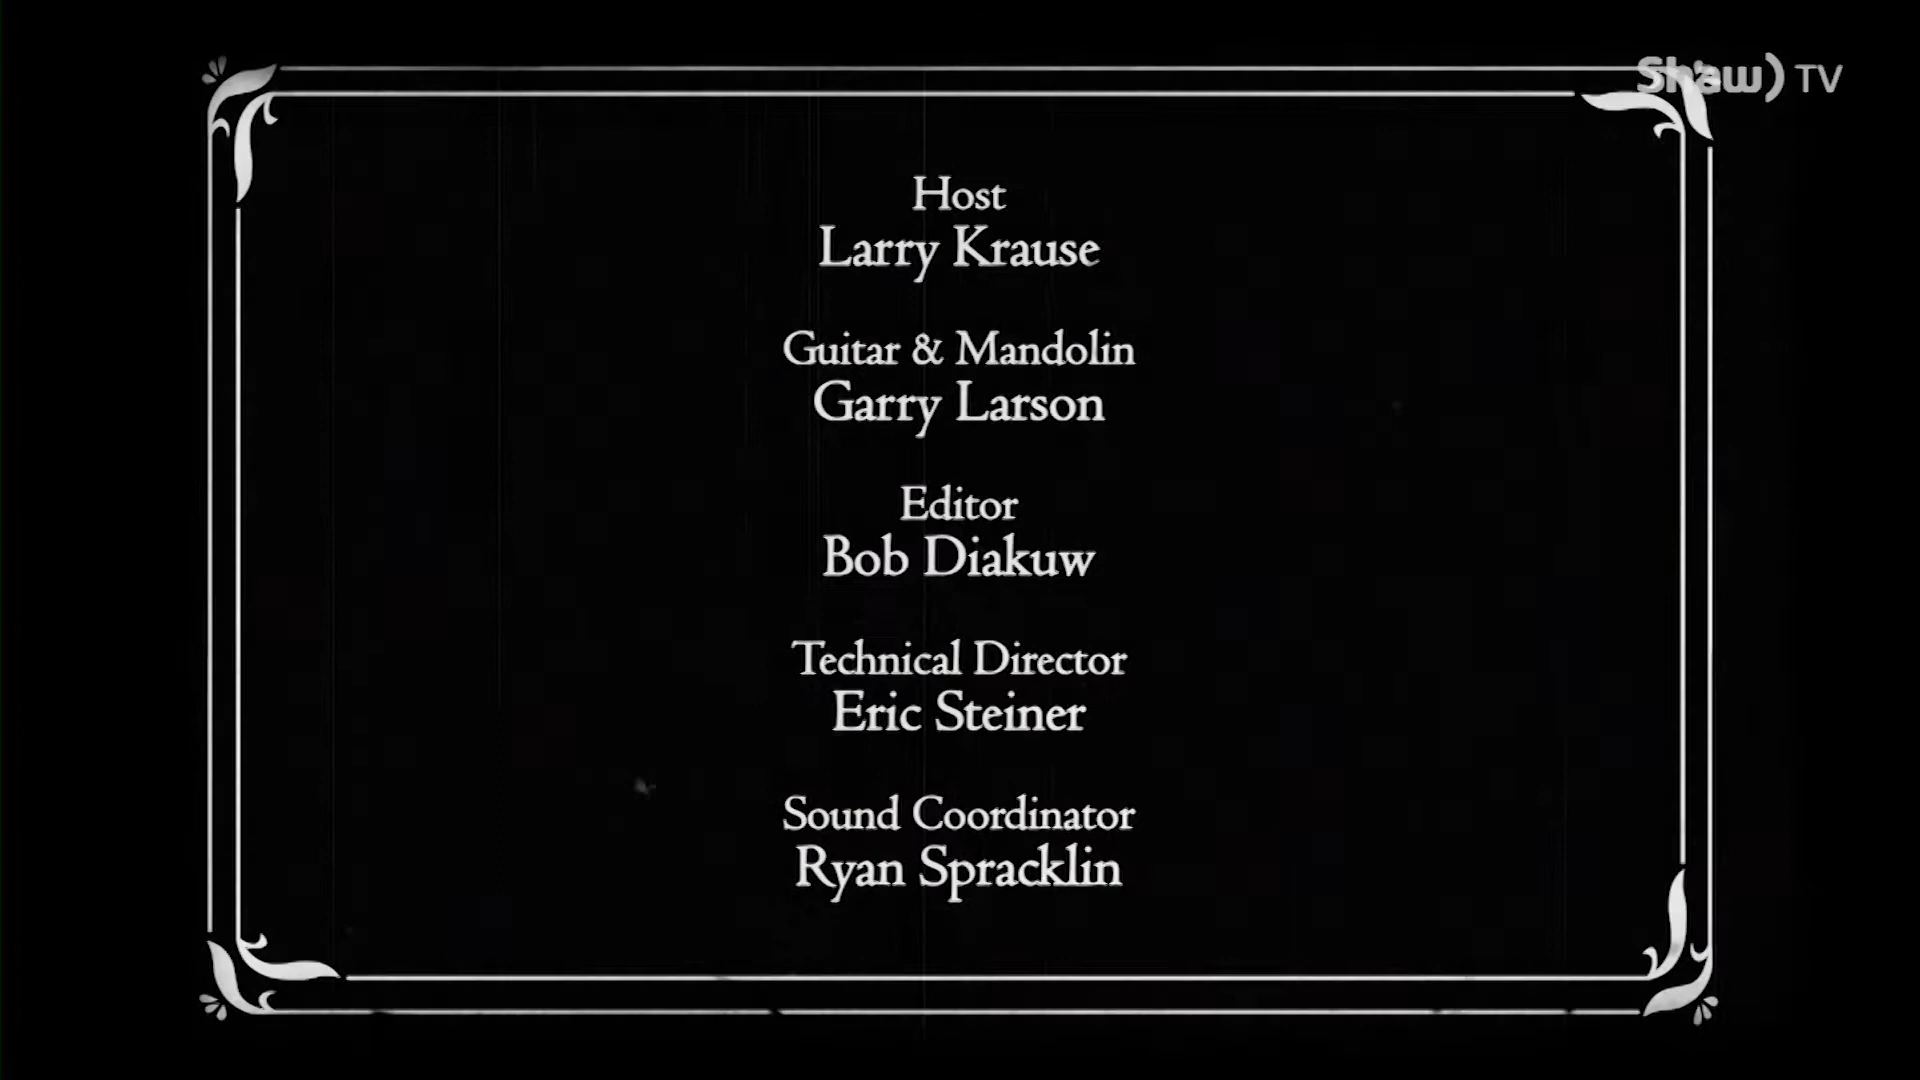 Shaw) TV
Host
Larry Krause
Guitar & Mandolin
Garry Larson
Editor
Bob Diakuw
Technical Director
Eric Steiner
Sound Coordinator
Ryan Spracklin